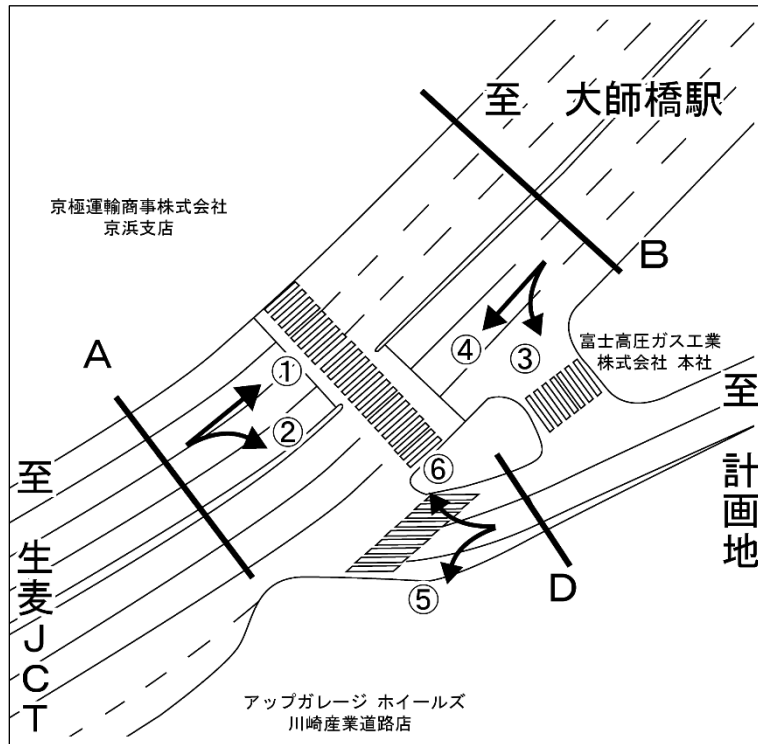 至 大師橋駅
京極運輸商事株式会社
京浜支店
B
A
富士高圧ガス工業
株式会社 本社
④
③
①
②
至 計画地
⑥
至 生麦JCT
D
⑤
アップガレージ ホイールズ
川崎産業道路店